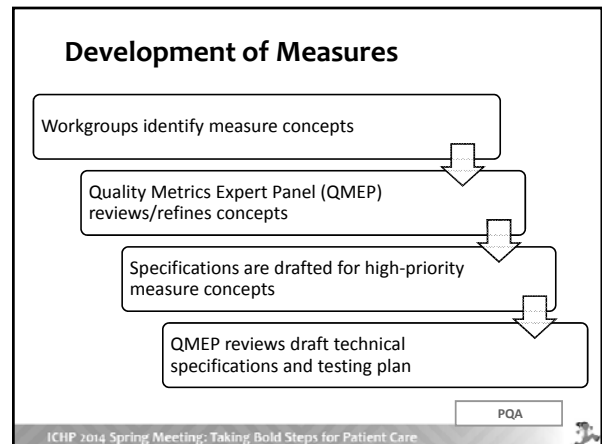 Development of Measures
Workgroups identify measure concepts
Quality Metrics Expert Panel (QMEP)
reviews/refines concepts
Specifications are drafted for high-priority
measure concepts
QMEP reviews draft technical
specifications and testing plan
PQA
ICHP 2014 Spring Meeting: Taking Bold Steps for Patient Care